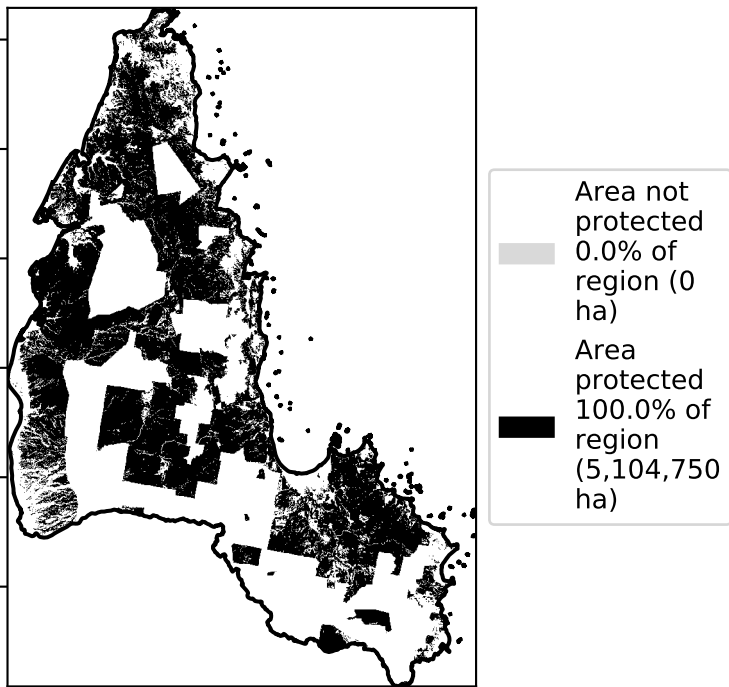 Area not
protected
0.0% of
region (0
ha)
Area
protected
100.0% of
region
(5,104,750
ha)